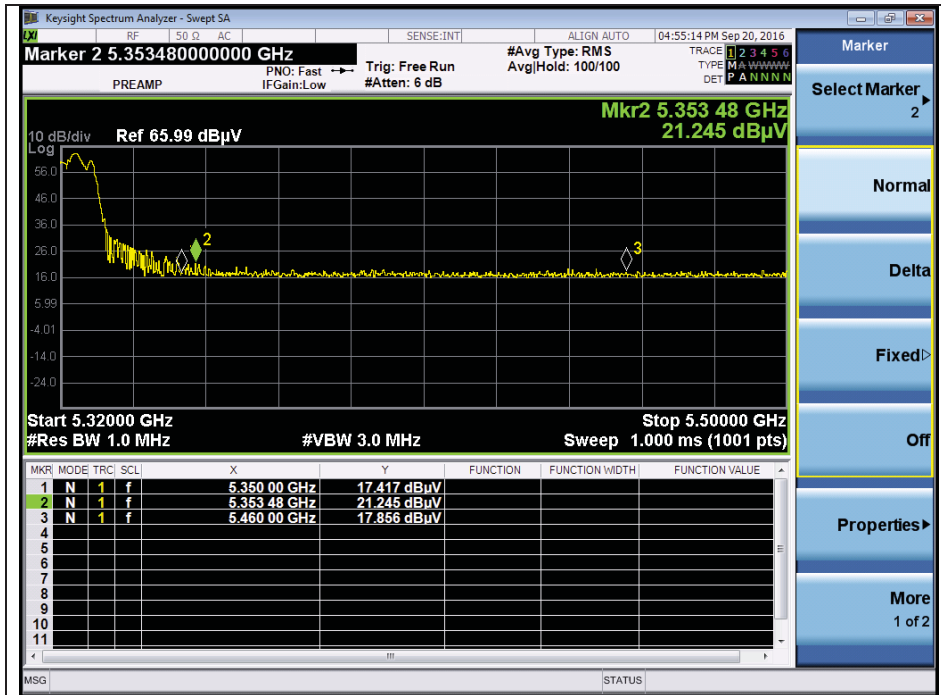 Keysight Spectrum Analyzer - Swept SA
LXI RF 50 Ω AC SENSE:INT ALIGN AUTO 04:55:14 PM Sep 20, 2016
Marker 2 5.353480000000 GHz
PREAMP
PNO: Fast
IFGain:Low
Trig: Free Run
#Atten: 6 dB
#Avg Type: RMS
Avg|Hold: 100/100
TRACE 1 2 3 4 5 6
TYPE M A W W W W
DET P A N N N N
Mkr2 5.353 48 GHz
21.245 dBµV
10 dB/div Ref 65.99 dBµV
Log
56.0
46.0
36.0
26.0
16.0
5.99
-4.01
-14.0
-24.0
2
3
Start 5.32000 GHz Stop 5.50000 GHz
#Res BW 1.0 MHz #VBW 3.0 MHz Sweep 1.000 ms (1001 pts)
MKR MODE TRC SCL X Y FUNCTION FUNCTION WIDTH FUNCTION VALUE
1 N 1 f 5.350 00 GHz 17.417 dBµV
2 N 1 f 5.353 48 GHz 21.245 dBµV
3 N 1 f 5.460 00 GHz 17.856 dBµV
4
5
6
7
8
9
10
11
MSG STATUS
Marker
Select Marker
2
Normal
Delta
Fixed
Off
Properties
More
1 of 2